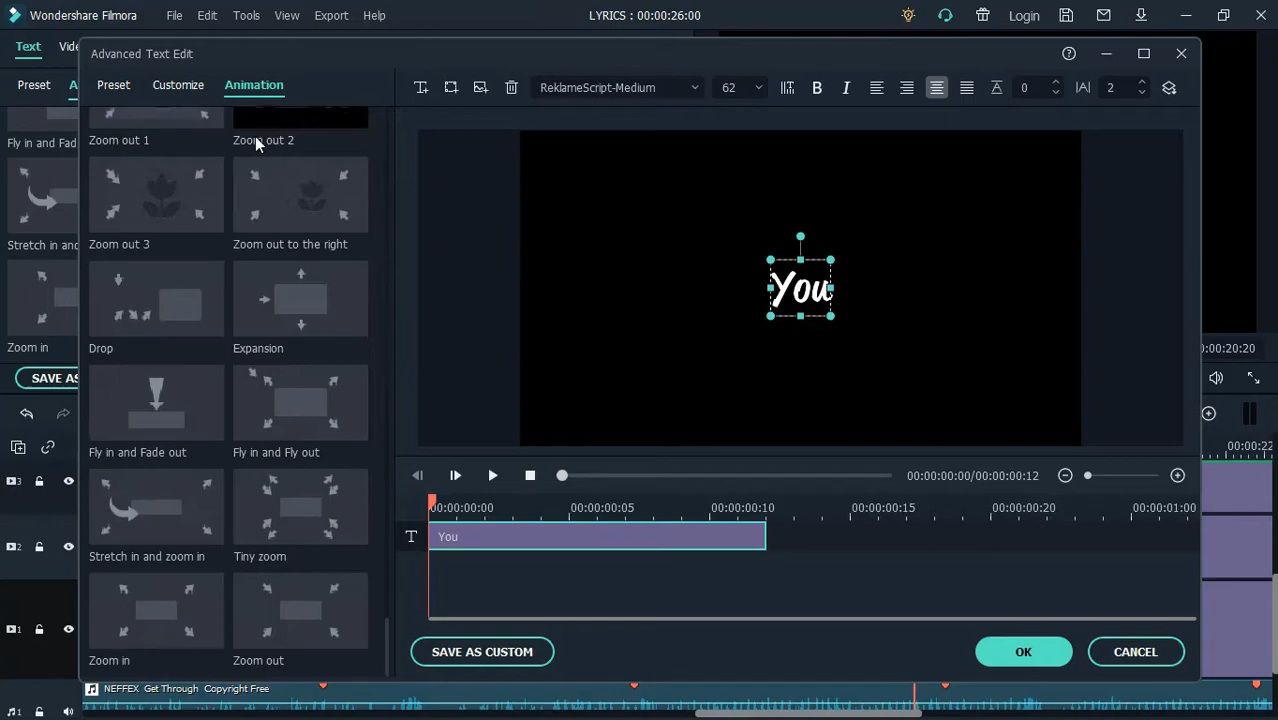 Wondershare Filmora
File
Edit
Tools
View
Export
Help
LYRICS : 00:00:26:00
Login
Text
Advanced Text Edit
Preset
Preset
Customize
Animation
ReklameScript-Medium
62
B
I
0
2
Zoom out 1
Zoom out 2
Zoom out 3
Zoom out to the right
Drop
Expansion
Fly in and Fade out
Fly in and Fly out
Stretch in and zoom in
Tiny zoom
Zoom in
Zoom out
Fly in and Fad
Stretch in and
Zoom in
SAVE AS
You
00:00:00:00/00:00:00:12
00:00:00:00
00:00:00:05
00:00:00:10
00:00:00:15
00:00:00:20
00:00:01:00
T
You
SAVE AS CUSTOM
OK
CANCEL
:00:20:20
00:00:22
3
2
1
NEFFEX Get Through Copyright Free
1